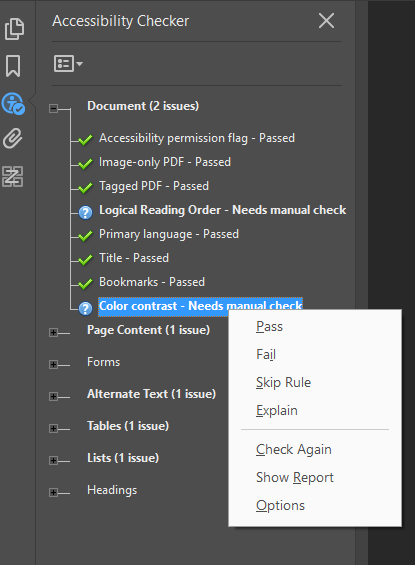 Accessibility Checker
Document (2 issues)
Accessibility permission flag - Passed
Image-only PDF - Passed
Tagged PDF - Passed
Logical Reading Order - Needs manual check
Primary language - Passed
Title - Passed
Bookmarks - Passed
Color contrast - Needs manual check
Page Content (1 issue)
Forms
Alternate Text (1 issue)
Tables (1 issue)
Lists (1 issue)
Headings
Pass
Fail
Skip Rule
Explain
Check Again
Show Report
Options